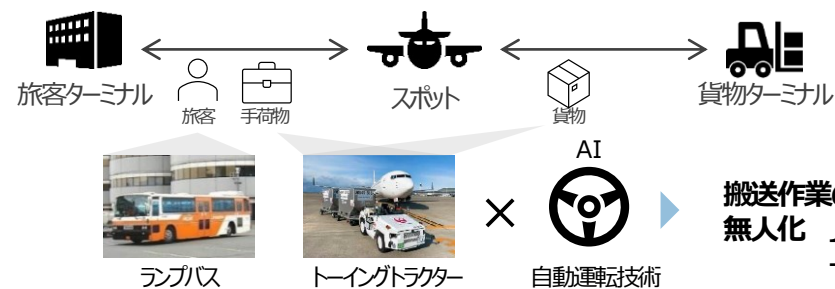 旅客ターミナル
旅客
手荷物
スポット
貨物
貨物ターミナル
AI
×
搬送作業
無人化
ランプバス
トーイングトラクター
自動運転技術